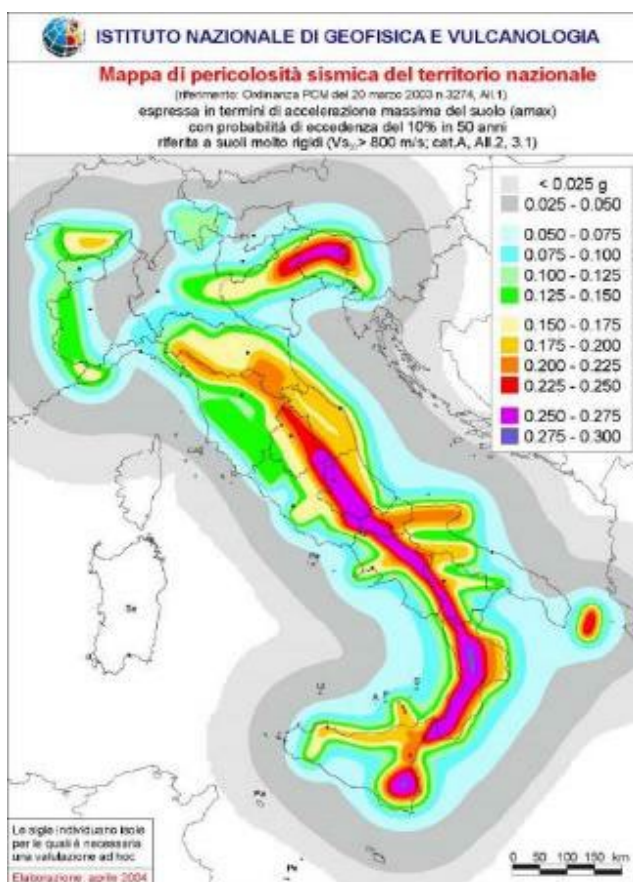 ISTITUTO NAZIONALE DI GEOFISICA E VULCANOLOGIA
Mappa di pericolosità sismica del territorio nazionale
(riferimento: Ordinanza PCM del 20 marzo 2003 n.3274, All.1)
espressa in termini di accelerazione massima del suolo (amax)
con probabilità di eccedenza del 10% in 50 anni
riferita a suoli molto rigidi (Vs30> 800 m/s; cat.A, All.2, 3.1)
< 0.025 g
0.025 - 0.050
0.050 - 0.075
0.075 - 0.100
0.100 - 0.125
0.125 - 0.150
0.150 - 0.175
0.175 - 0.200
0.200 - 0.225
0.225 - 0.250
0.250 - 0.275
0.275 - 0.300
Le sigle individuano isole
per le quali è necessaria
una valutazione ad hoc
Elaborazione: aprile 2004
0 50 100 150 km